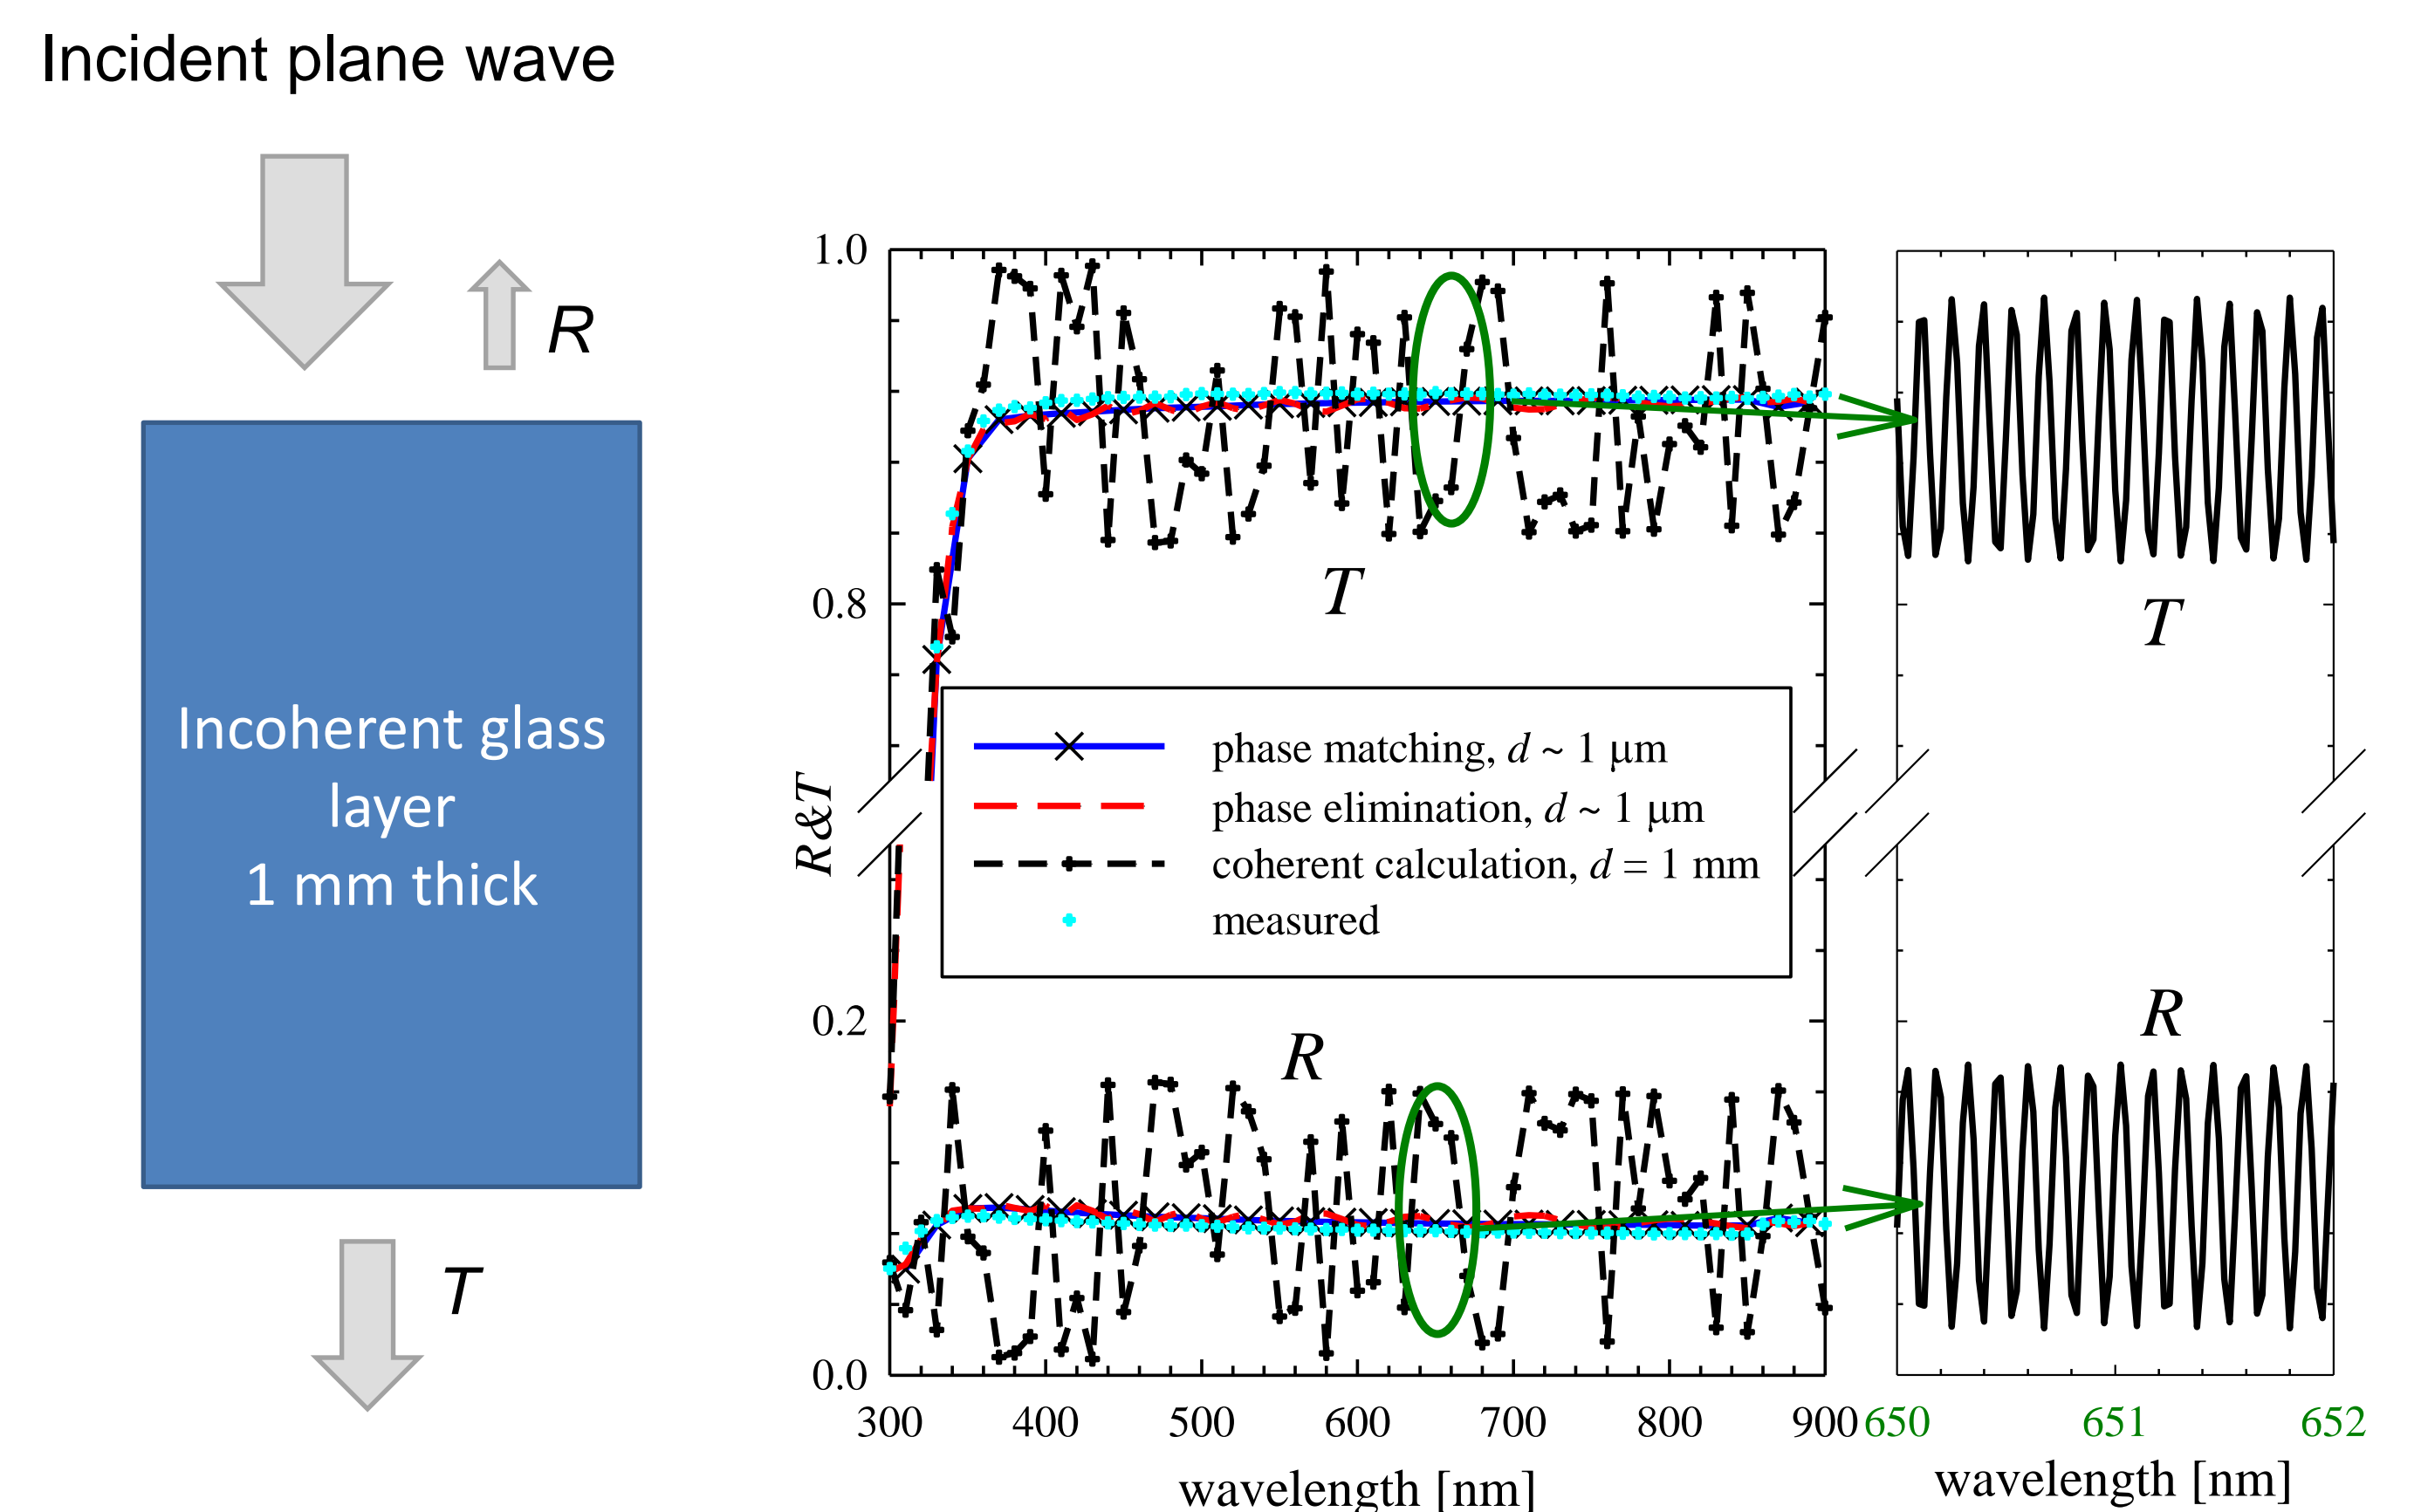 Incident plane wave
R
Incoherent glass
layer
1 mm thick
T
R&T
1.0
0.8
0.2
0.0
T
phase matching, d ~ 1 μm
phase elimination, d ~ 1 μm
coherent calculation, d = 1 mm
measured
R
300 400 500 600 700 800 900
wavelength [nm]
T
R
650 651 652
wavelength [nm]